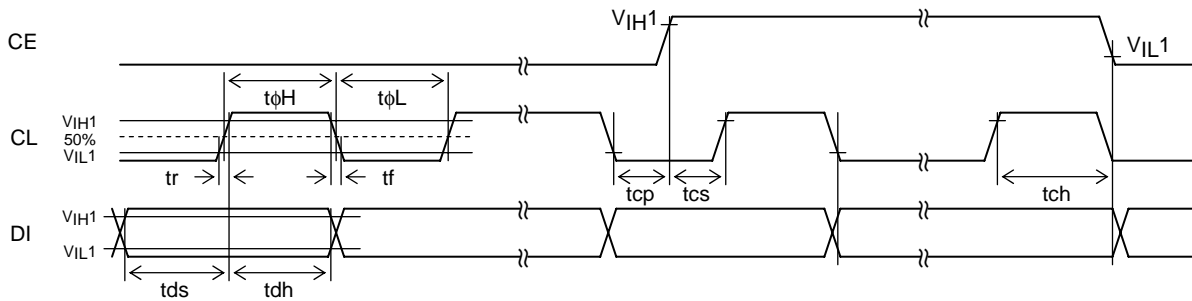 VIH1
CE
VIL1
tϕH
tϕL
VIH1
CL
50%
VIL1
tr
tf
tcp
tcs
tch
VIH1
DI
VIL1
tds
tdh